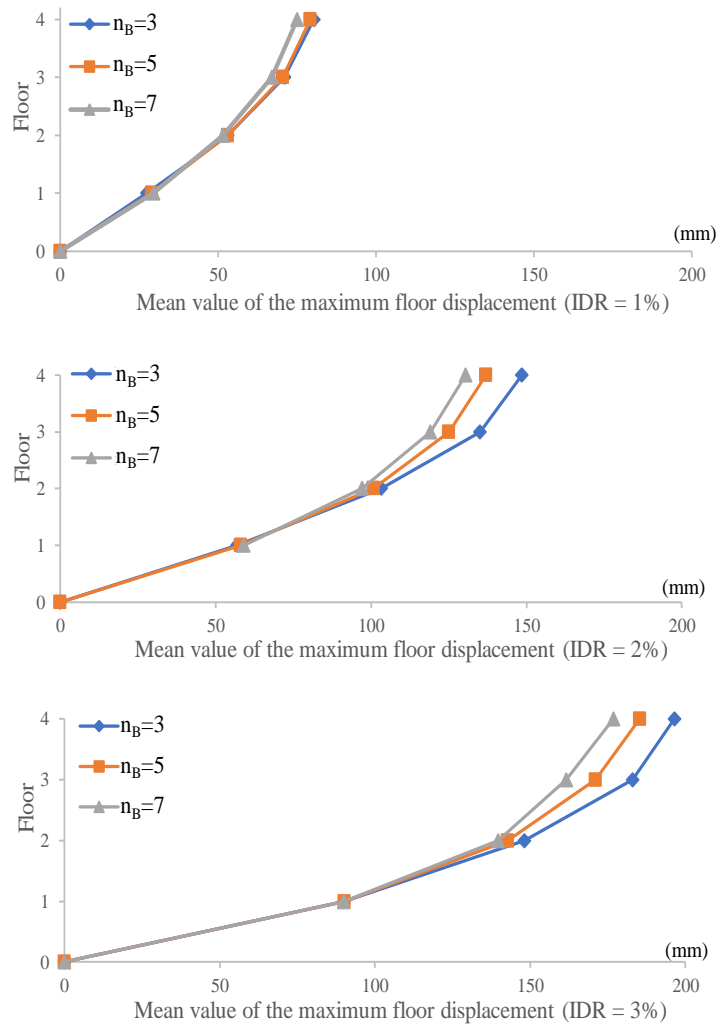 4
n_B=3
3
n_B=5
Floor
2
n_B=7
1
(mm)
0
0 50 100 150 200
Mean value of the maximum floor displacement (IDR = 1%)
4
n_B=3
3
n_B=5
Floor
2
n_B=7
1
(mm)
0
0 50 100 150 200
Mean value of the maximum floor displacement (IDR = 2%)
4
n_B=3
3
n_B=5
Floor
2
n_B=7
1
(mm)
0
0 50 100 150 200
Mean value of the maximum floor displacement (IDR = 3%)